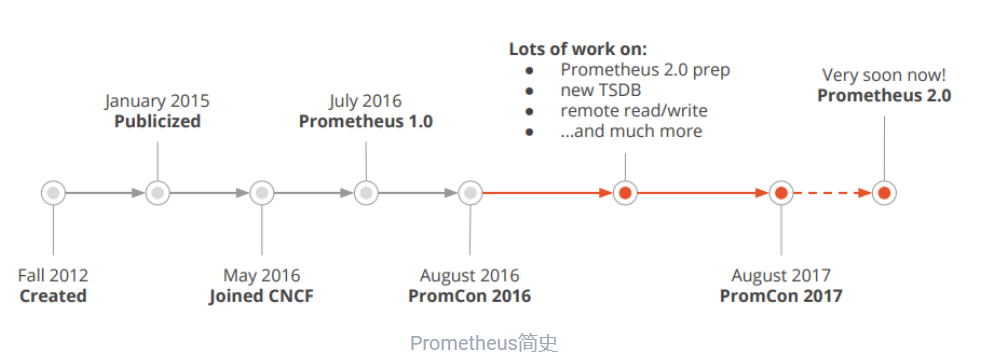 Lots of work on:
● Prometheus 2.0 prep
● new TSDB
● remote read/write
● ...and much more
Very soon now!
Prometheus 2.0
January 2015
Publicized
July 2016
Prometheus 1.0
Fall 2012
Created
May 2016
Joined CNCF
August 2016
PromCon 2016
August 2017
PromCon 2017
Prometheus简史